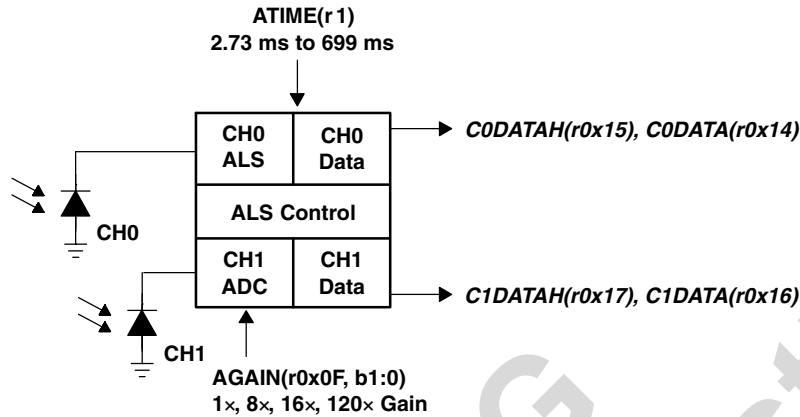 ATIME(r 1)
2.73 ms to 699 ms
CH0
ALS
CH0
Data
C0DATAH(r0x15), C0DATA(r0x14)
ALS Control
CH0
CH1
ADC
CH1
Data
C1DATAH(r0x17), C1DATA(r0x16)
CH1
AGAIN(r0x0F, b1:0)
1×, 8×, 16×, 120× Gain